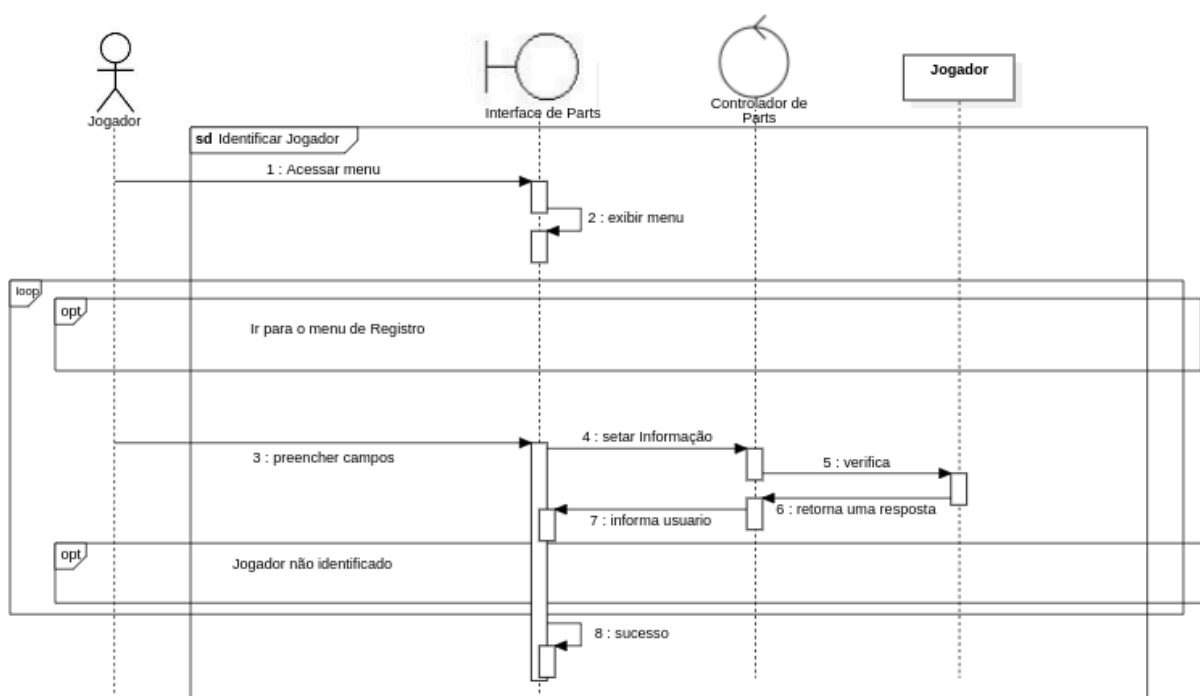 Jogador
Interface de Parts
Controlador de
Parts
Jogador
sd Identificar Jogador
1 : Acessar menu
2 : exibir menu
loop
opt
Ir para o menu de Registro
3 : preencher campos
4 : setar Informação
5 : verifica
6 : retorna uma resposta
7 : informa usuario
opt
Jogador não identificado
8 : sucesso